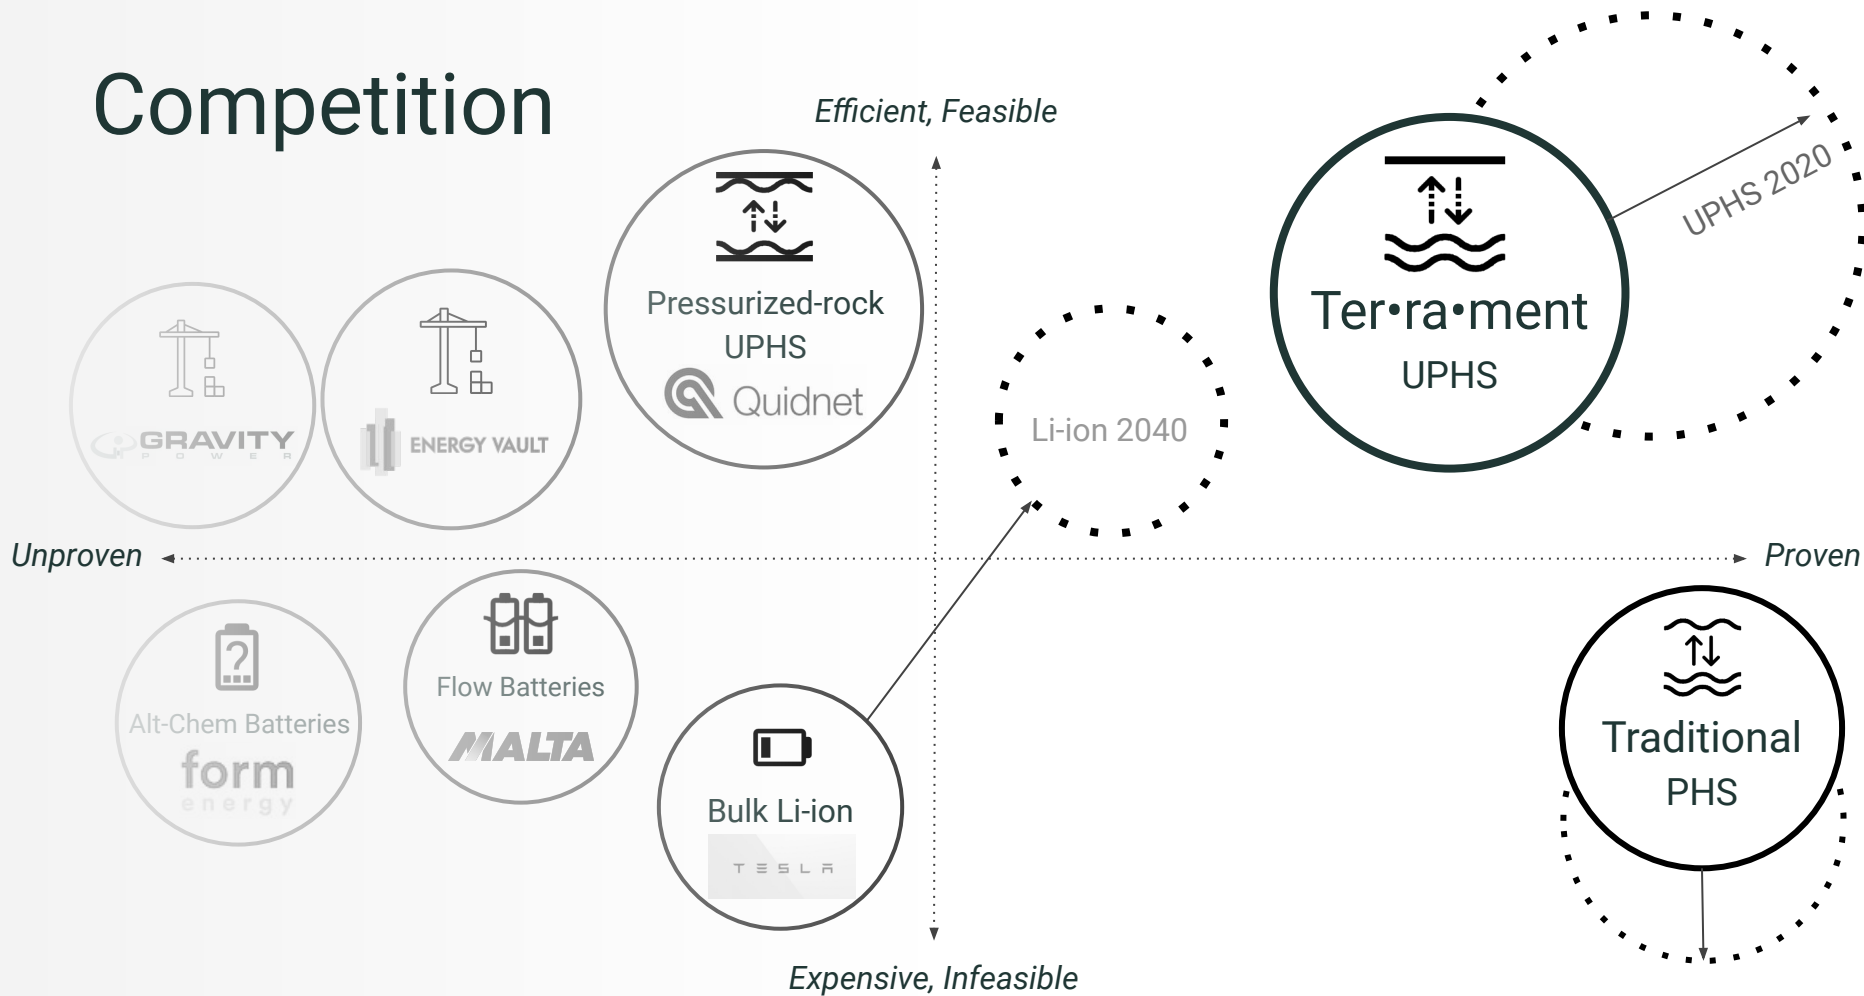 Competition
Efficient, Feasible
UPHS 2020
Pressurized-rock
UPHS
Quidnet
Ter•ra•ment
UPHS
GRAVITY
POWER
ENERGY VAULT
Li-ion 2040
Unproven
Proven
?
Alt-Chem Batteries
form
energy
Flow Batteries
MALTA
Bulk Li-ion
TESLA
Traditional
PHS
Expensive, Infeasible